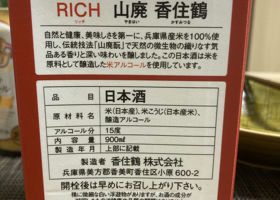 RICH 山廃 香住鶴
リッチ やまはい かすみつる
自然と健康、美味しさを第一に、兵庫県産米を100%使
用し、伝統技法「山廃酛」で天然の微生物の織りなす気
品ある香りと深い味わいを醸しました。この日本酒は米を
原料として醸造した米アルコールを使用しています。
品目 日本酒
原材料名 米(日本産)、米こうじ(日本産米)、
醸造アルコール
アルコール分 15度
内容量 900ml
製造年月 上部に記載
製造者 香住鶴 株式会社
兵庫県美方郡香美町香住区小原 600-2
開栓後は早めにお召し上がり下さい。